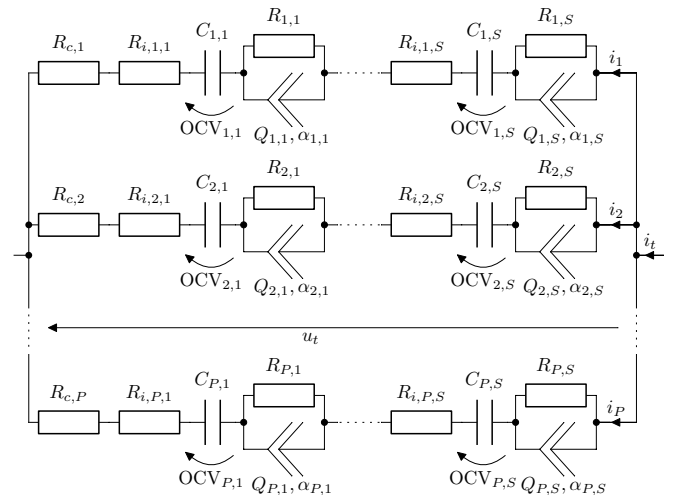 C_{1,1} R_{1,1} C_{1,S} R_{1,S}
R_{c,1} R_{i,1,1} R_{i,1,S} i_1
OCV_{1,1} Q_{1,1}, α_{1,1} OCV_{1,S} Q_{1,S}, α_{1,S}
C_{2,1} R_{2,1} C_{2,S} R_{2,S}
R_{c,2} R_{i,2,1} R_{i,2,S} i_2
i_t
OCV_{2,1} Q_{2,1}, α_{2,1} OCV_{2,S} Q_{2,S}, α_{2,S}
u_t
C_{P,1} R_{P,1} C_{P,S} R_{P,S}
R_{c,P} R_{i,P,1} R_{i,P,S} i_P
OCV_{P,1} Q_{P,1}, α_{P,1} OCV_{P,S} Q_{P,S}, α_{P,S}